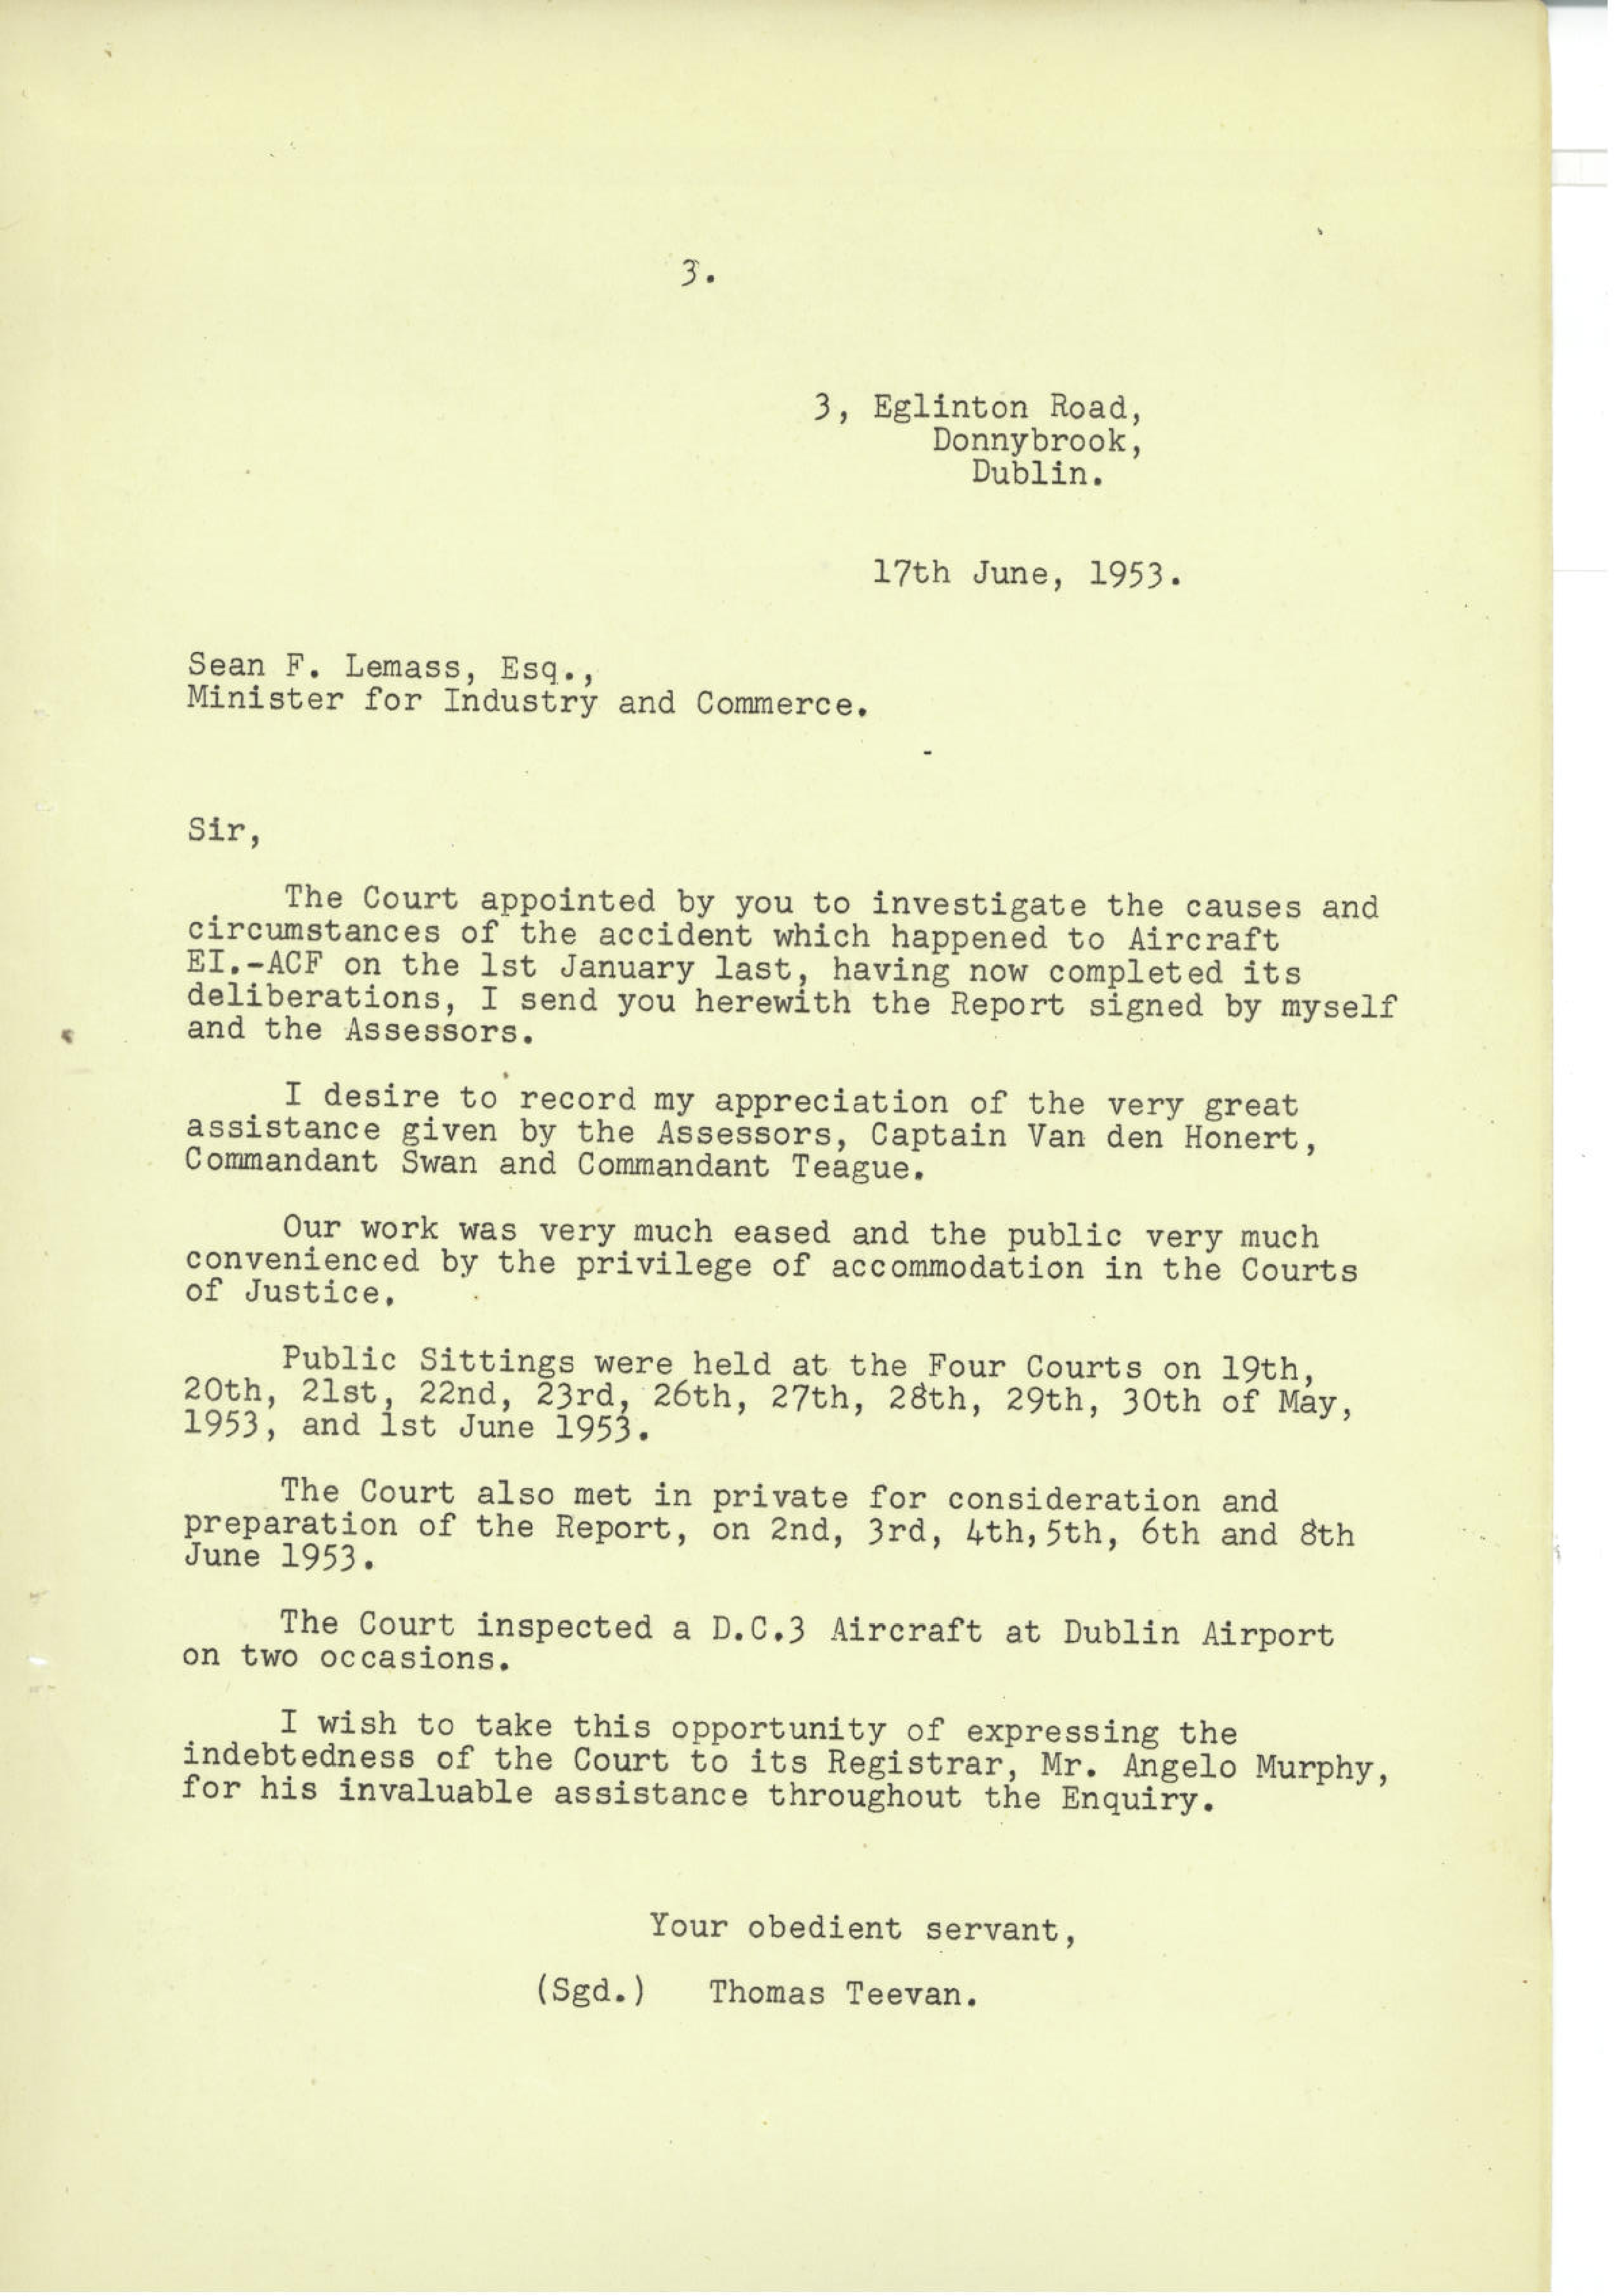 3.
3, Eglinton Road,
Donnybrook,
Dublin.
17th June, 1953.
Sean F. Lemass, Esq.,
Minister for Industry and Commerce.
Sir,
The Court appointed by you to investigate the causes and
circumstances of the accident which happened to Aircraft
EI.-ACF on the 1st January last, having now completed its
deliberations, I send you herewith the Report signed by myself
and the Assessors.
I desire to record my appreciation of the very great
assistance given by the Assessors, Captain Van den Honert,
Commandant Swan and Commandant Teague.
Our work was very much eased and the public very much
convenienced by the privilege of accommodation in the Courts
of Justice.
Public Sittings were held at the Four Courts on 19th,
20th, 21st, 22nd, 23rd, 26th, 27th, 28th, 29th, 30th of May,
1953, and 1st June 1953.
The Court also met in private for consideration and
preparation of the Report, on 2nd, 3rd, 4th, 5th, 6th and 8th
June 1953.
The Court inspected a D.C.3 Aircraft at Dublin Airport
on two occasions.
I wish to take this opportunity of expressing the
indebtedness of the Court to its Registrar, Mr. Angelo Murphy,
for his invaluable assistance throughout the Enquiry.
Your obedient servant,
(Sgd.) Thomas Teevan.